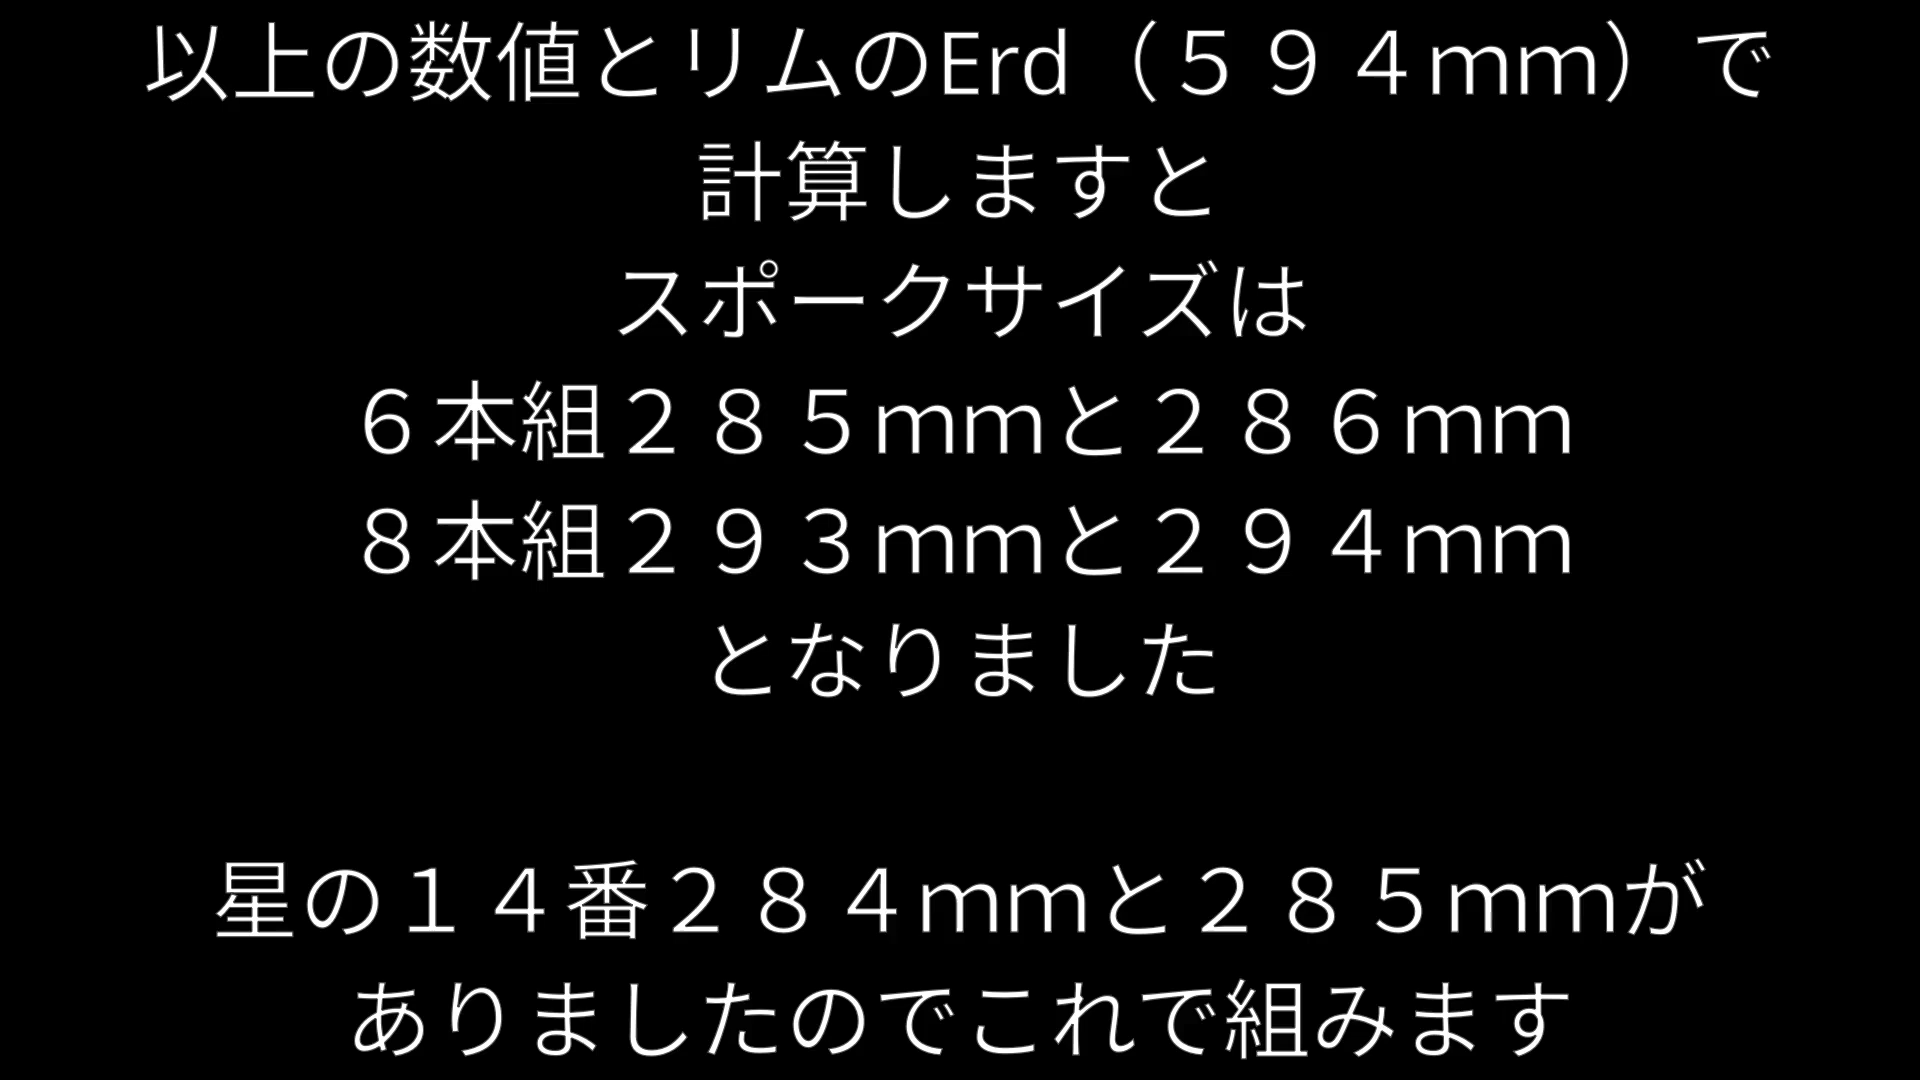 以上の数値とリムのErd（５９４mm）で
計算しますと
スポークサイズは
６本組２８５mmと２８６mm
８本組２９３mmと２９４mm
となりました
星の１４番２８４mmと２８５mmが
ありましたのでこれで組みます